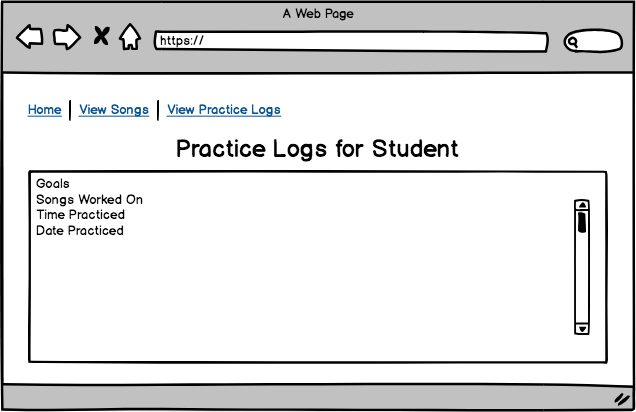 A Web Page
https://
Home | View Songs | View Practice Logs
Practice Logs for Student
Goals
Songs Worked On
Time Practiced
Date Practiced